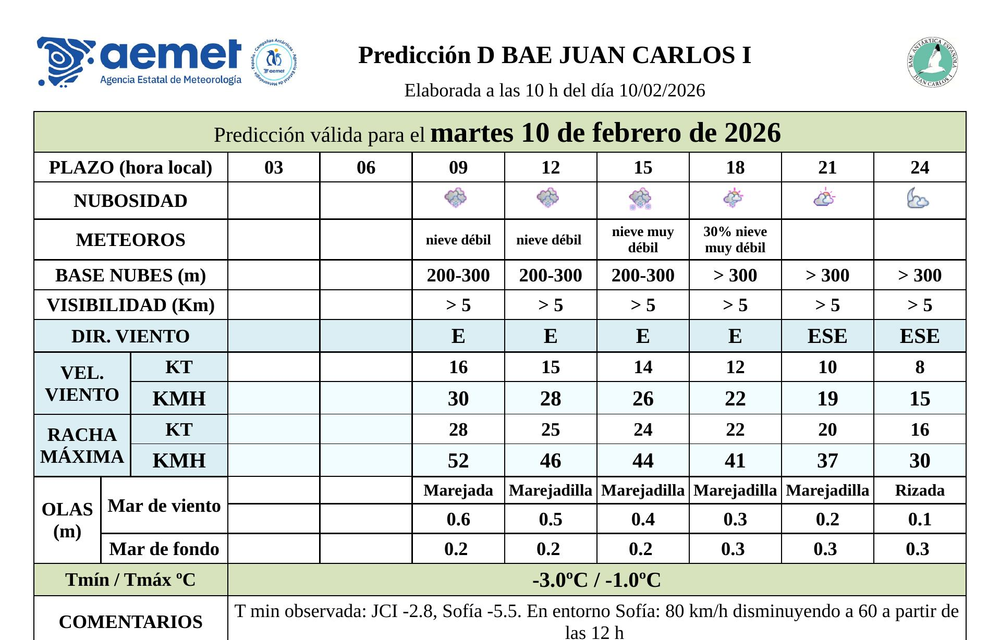 aemet
Agencia Estatal de Meteorología
Campañas Antárticas · Agencia Estatal de Meteorología · España ·
aemet
Predicción D BAE JUAN CARLOS I
Elaborada a las 10 h del día 10/02/2026
BASE ANTÁRTICA ESPAÑOLA
JUAN CARLOS I
Predicción válida para el martes 10 de febrero de 2026
PLAZO (hora local) 03 06 09 12 15 18 21 24
NUBOSIDAD
METEOROS nieve débil nieve débil nieve muy débil 30% nieve muy débil
BASE NUBES (m) 200-300 200-300 200-300 > 300 > 300 > 300
VISIBILIDAD (Km) > 5 > 5 > 5 > 5 > 5 > 5
DIR. VIENTO E E E E ESE ESE
VEL. VIENTO
KT 16 15 14 12 10 8
KMH 30 28 26 22 19 15
RACHA MÁXIMA
KT 28 25 24 22 20 16
KMH 52 46 44 41 37 30
OLAS (m)
Mar de viento Marejada Marejadilla Marejadilla Marejadilla Marejadilla Rizada
0.6 0.5 0.4 0.3 0.2 0.1
Mar de fondo 0.2 0.2 0.2 0.3 0.3 0.3
Tmín / Tmáx ºC -3.0ºC / -1.0ºC
COMENTARIOS T min observada: JCI -2.8, Sofía -5.5. En entorno Sofía: 80 km/h disminuyendo a 60 a partir de
las 12 h